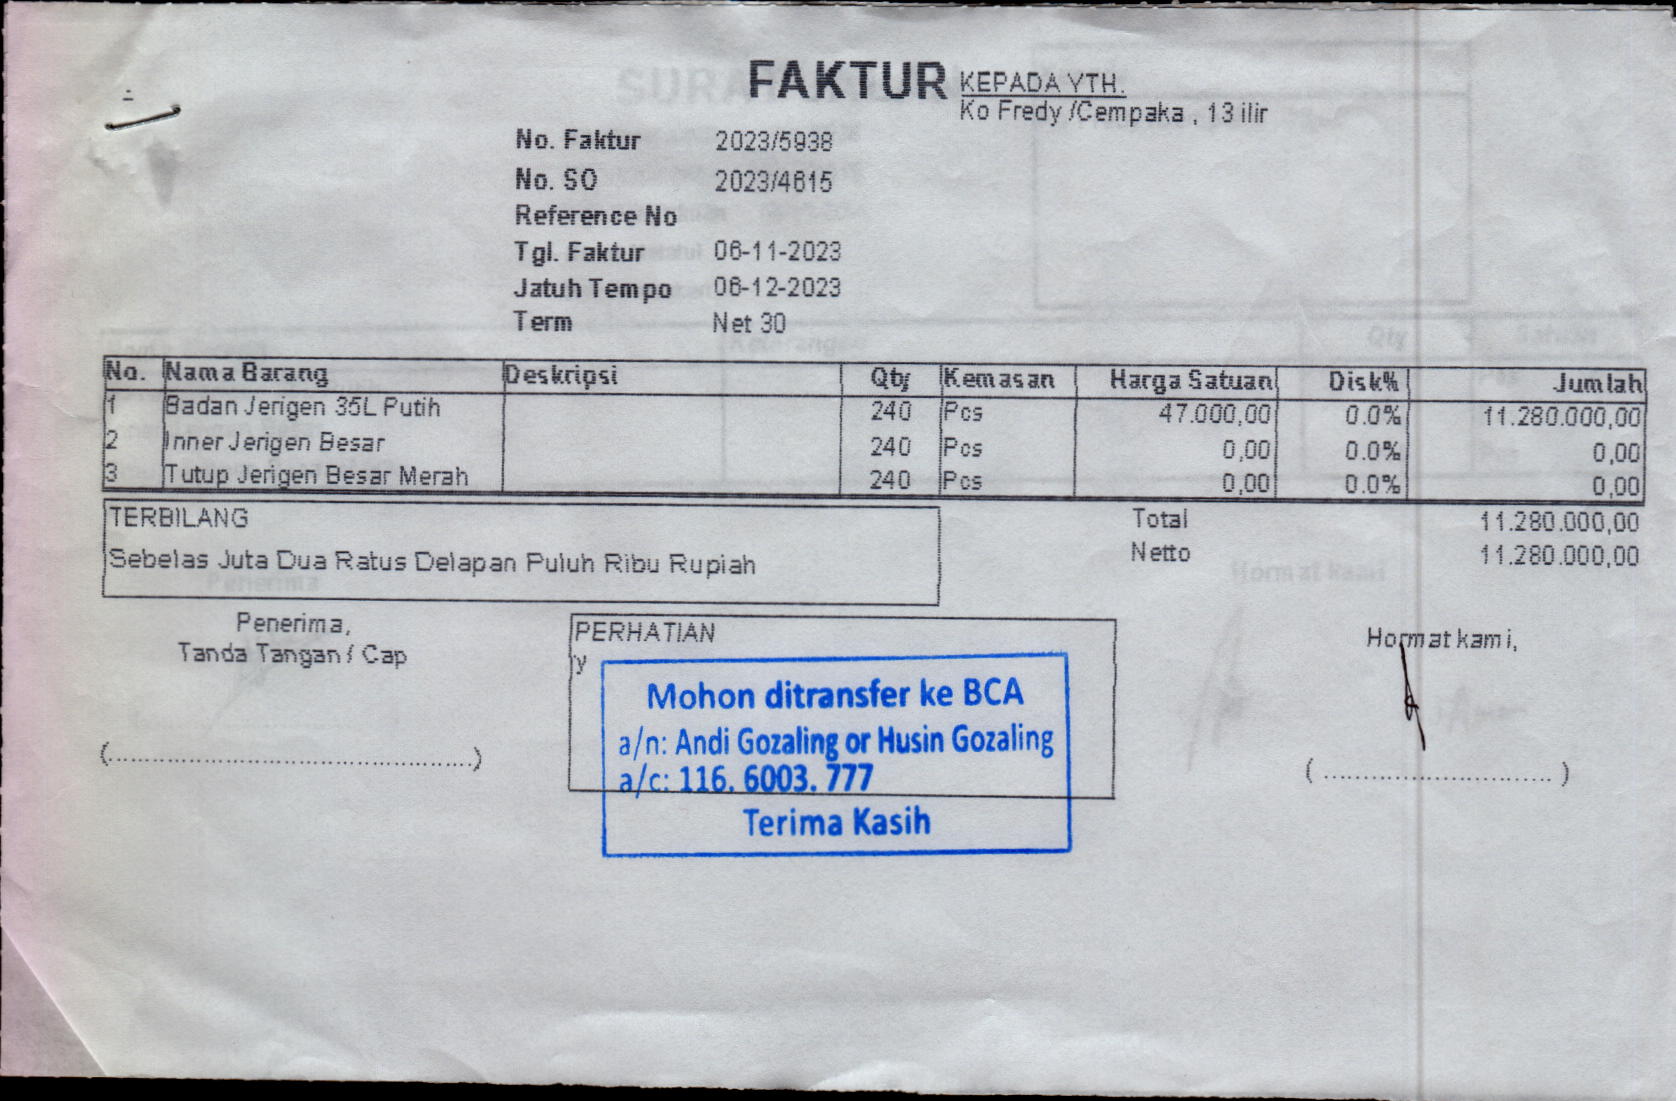 FAKTUR
KEPADA YTH.
Ko Fredy /Cempaka , 13 ilir
No. Faktur 2023/5938
No. SO 2023/4615
Reference No
Tgl. Faktur 06-11-2023
Jatuh Tempo 06-12-2023
Term Net 30
No. Nama Barang Deskripsi Qty Kemasan Harga Satuan Disk% Jumlah
1 Badan Jerigen 35L Putih 240 Pcs 47.000,00 0.0% 11.280.000,00
2 Inner Jerigen Besar 240 Pcs 0,00 0.0% 0,00
3 Tutup Jerigen Besar Merah 240 Pcs 0,00 0.0% 0,00
TERBILANG
Sebelas Juta Dua Ratus Delapan Puluh Ribu Rupiah
Total 11.280.000,00
Netto 11.280.000,00
Penerima,
Tanda Tangan / Cap
PERHATIAN
y
Mohon ditransfer ke BCA
a/n: Andi Gozaling or Husin Gozaling
a/c: 116. 6003. 777
Terima Kasih
Hormat kami,
(..............................................)
( ............................. )